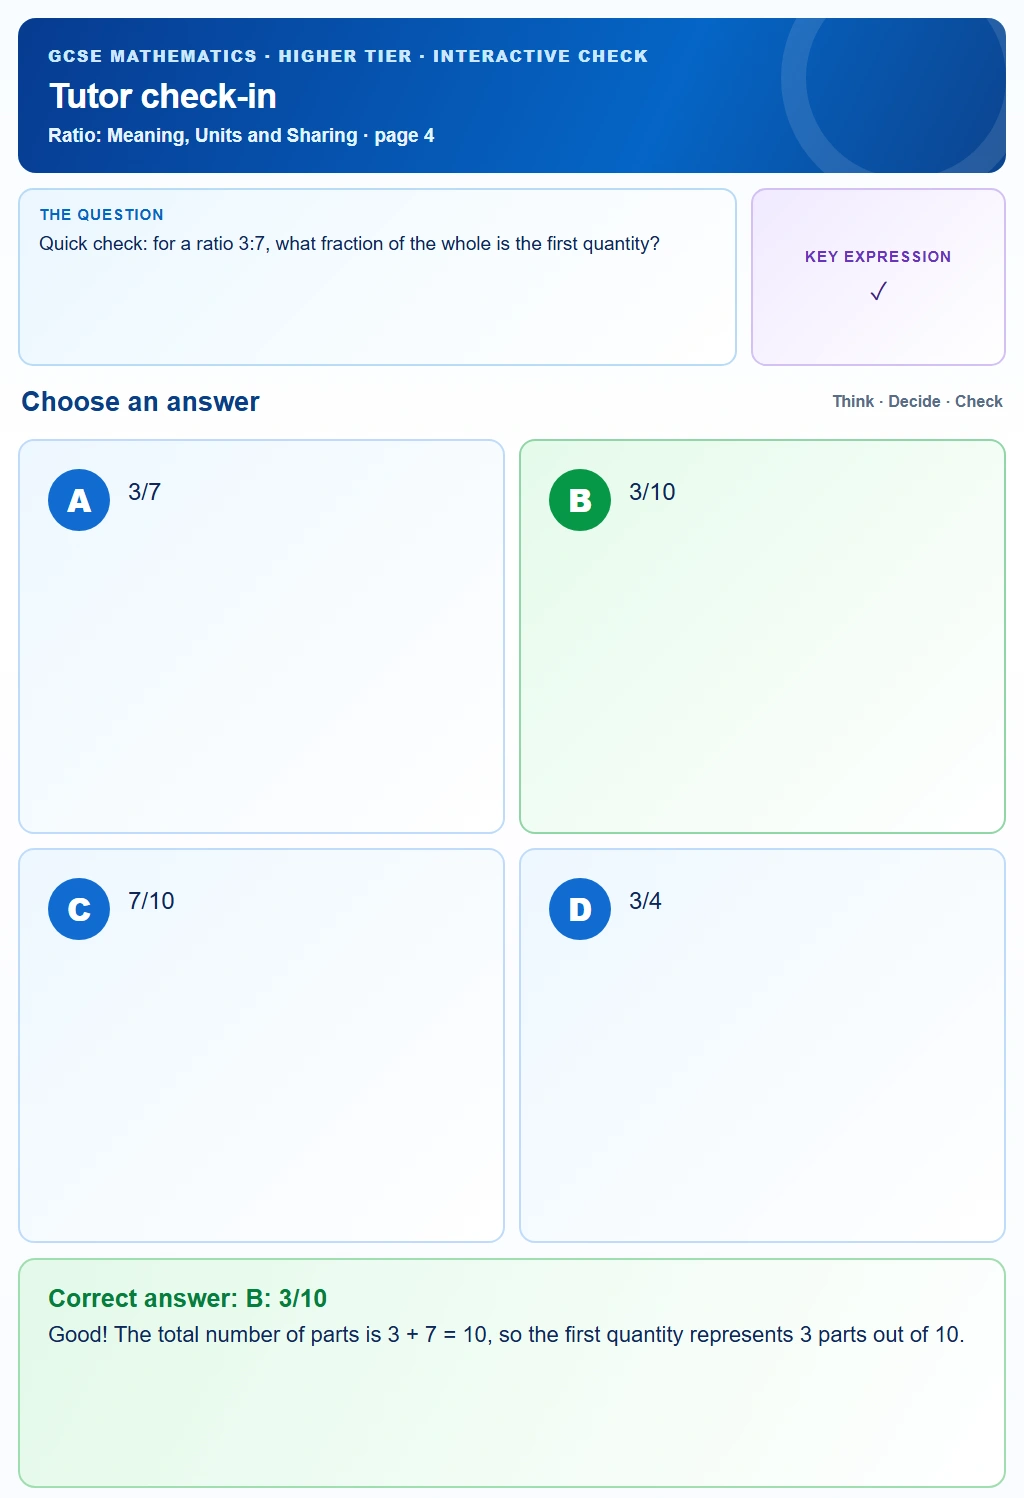 GCSE MATHEMATICS · HIGHER TIER · INTERACTIVE CHECK
Tutor check-in
Ratio: Meaning, Units and Sharing · page 4
THE QUESTION
Quick check: for a ratio 3:7, what fraction of the whole is the first quantity?
KEY EXPRESSION
✓
Choose an answer
Think · Decide · Check
A 3/7
B 3/10
C 7/10
D 3/4
Correct answer: B: 3/10
Good! The total number of parts is 3 + 7 = 10, so the first quantity represents 3 parts out of 10.